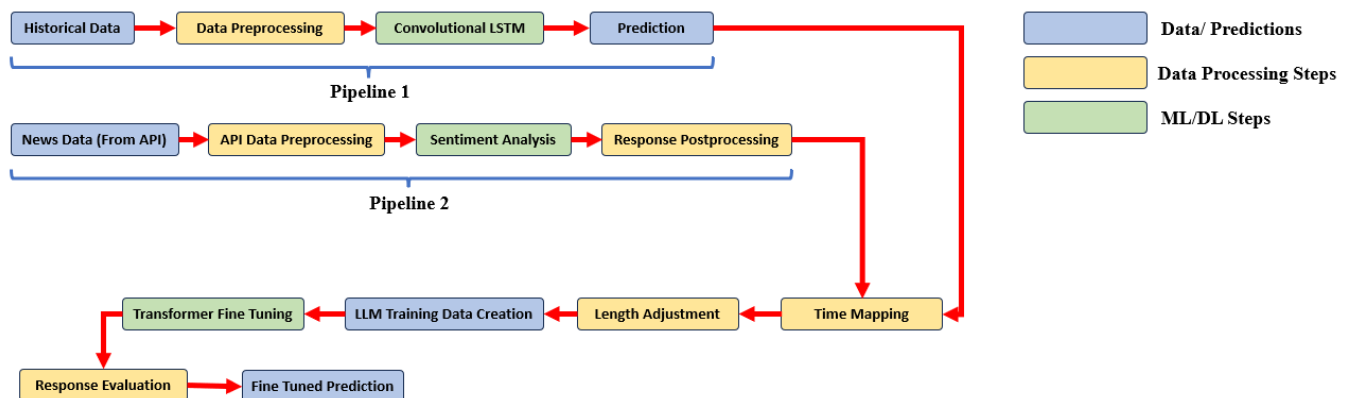 Historical Data
Data Preprocessing
Convolutional LSTM
Prediction
Pipeline 1
News Data (From API)
API Data Preprocessing
Sentiment Analysis
Response Postprocessing
Pipeline 2
Transformer Fine Tuning
LLM Training Data Creation
Length Adjustment
Time Mapping
Response Evaluation
Fine Tuned Prediction
Data/ Predictions
Data Processing Steps
ML/DL Steps